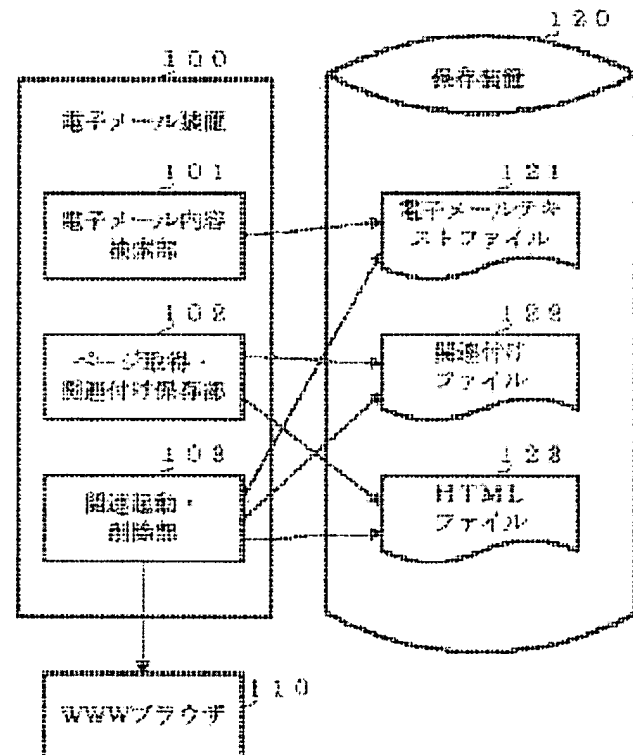 120
100
保存装置
電子メール装置
101
121
電子メール内容
検索部
電子メールテキ
ストファイル
102
122
ページ取得・
関連付け保存部
関連付け
ファイル
103
123
関連起動・
削除部
HTML
ファイル
110
WWWブラウザ